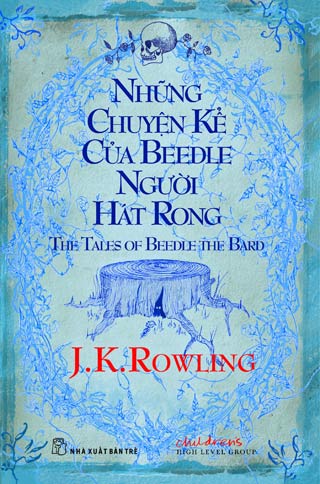 NHỮNG
CHUYỆN KỂ
CỦA BEEDLE
NGƯỜI
HÁT RONG
THE TALES OF BEEDLE THE BARD
J.K.ROWLING
NHÀ XUẤT BẢN TRẺ
children's
HIGH LEVEL GROUP